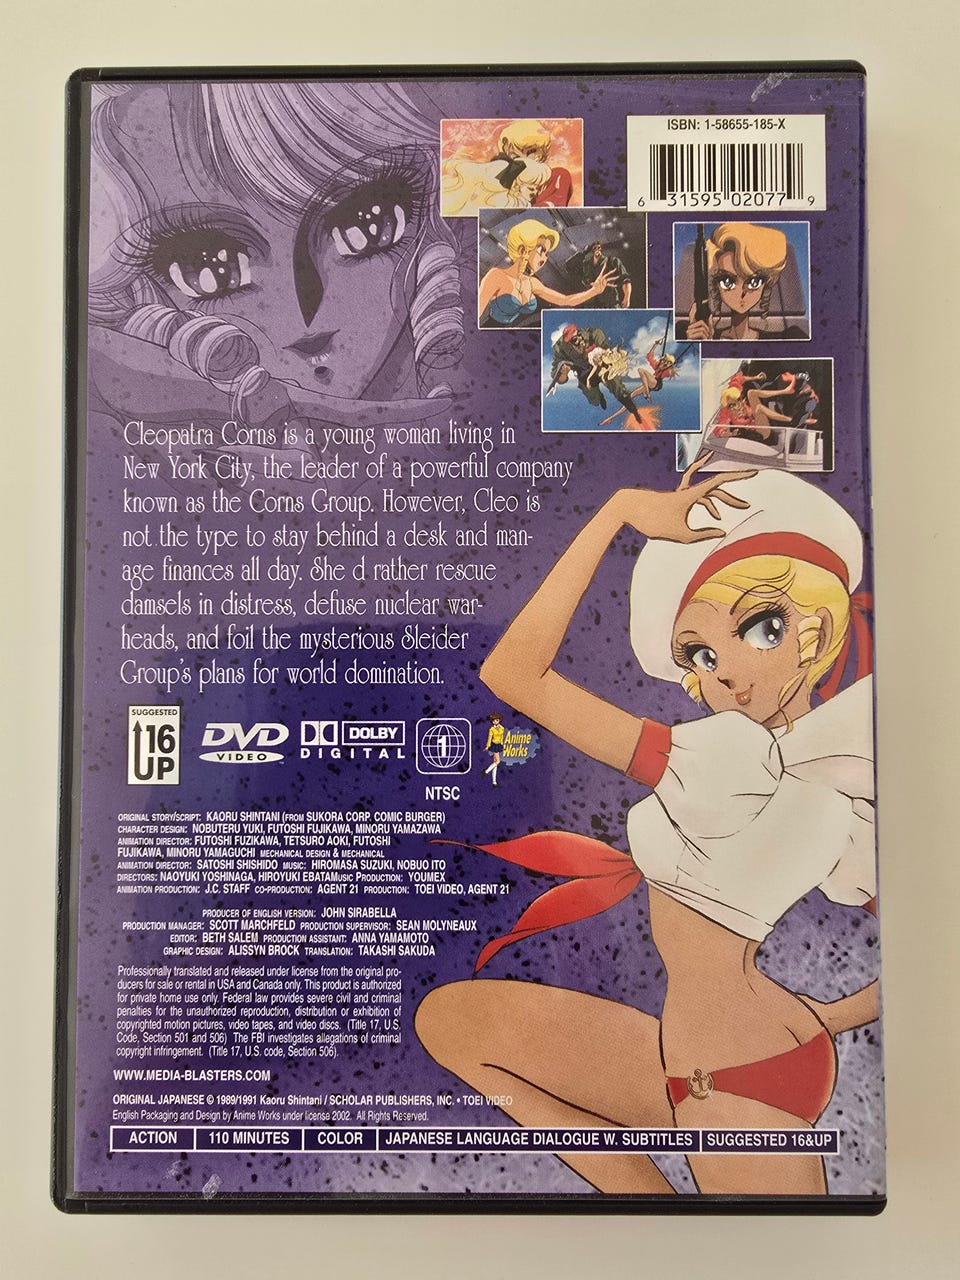 ISBN: 1-58655-185-X
6 31595 02077 9
Cleopatra Corns is a young woman living in
New York City, the leader of a powerful company
known as the Corns Group. However, Cleo is
not the type to stay behind a desk and man-
age finances all day. She d rather rescue
damsels in distress, defuse nuclear war-
heads, and foil the mysterious Sleider
Group's plans for world domination.
SUGGESTED
16
UP
DVD
VIDEO
DOLBY
DIGITAL
1
NTSC
Anime
Works
ORIGINAL STORY/SCRIPT: KAORU SHINTANI (FROM SUKORA CORP. COMIC BURGER)
CHARACTER DESIGN: NOBUTERU YUKI, FUTOSHI FUJIKAWA, MINORU YAMAZAWA
ANIMATION DIRECTOR: FUTOSHI FUZIKAWA, TETSURO AOKI, FUTOSHI
FUJIKAWA, MINORU YAMAGUCHI MECHANICAL DESIGN & MECHANICAL
ANIMATION DIRECTOR: SATOSHI SHISHIDO MUSIC: HIROMASA SUZUKI, NOBUO ITO
DIRECTORS: NAOYUKI YOSHINAGA, HIROYUKI EBATAMUSIC PRODUCTION: YOUMEX
ANIMATION PRODUCTION: J.C. STAFF CO-PRODUCTION: AGENT 21 PRODUCTION: TOEI VIDEO, AGENT 21
PRODUCER OF ENGLISH VERSION: JOHN SIRABELLA
PRODUCTION MANAGER: SCOTT MARCHFELD PRODUCTION SUPERVISOR: SEAN MOLYNEAUX
EDITOR: BETH SALEM PRODUCTION ASSISTANT: ANNA YAMAMOTO
GRAPHIC DESIGN: ALISSYN BROCK TRANSLATION: TAKASHI SAKUDA
Professionally translated and released under license from the original pro-
ducers for sale or rental in USA and Canada only. This product is authorized
for private home use only. Federal law provides severe civil and criminal
penalties for the unauthorized reproduction, distribution or exhibition of
copyrighted motion pictures, video tapes, and video discs. (Title 17, U.S.
Code, Section 501 and 506) The FBI investigates allegations of criminal
copyright infringement. (Title 17, U.S. code, Section 506).
WWW.MEDIA-BLASTERS.COM
ORIGINAL JAPANESE © 1989/1991 Kaoru Shintani / SCHOLAR PUBLISHERS, INC. • TOEI VIDEO
English Packaging and Design by Anime Works under license 2002. All Rights Reserved.
ACTION 110 MINUTES COLOR JAPANESE LANGUAGE DIALOGUE W. SUBTITLES SUGGESTED 16&UP